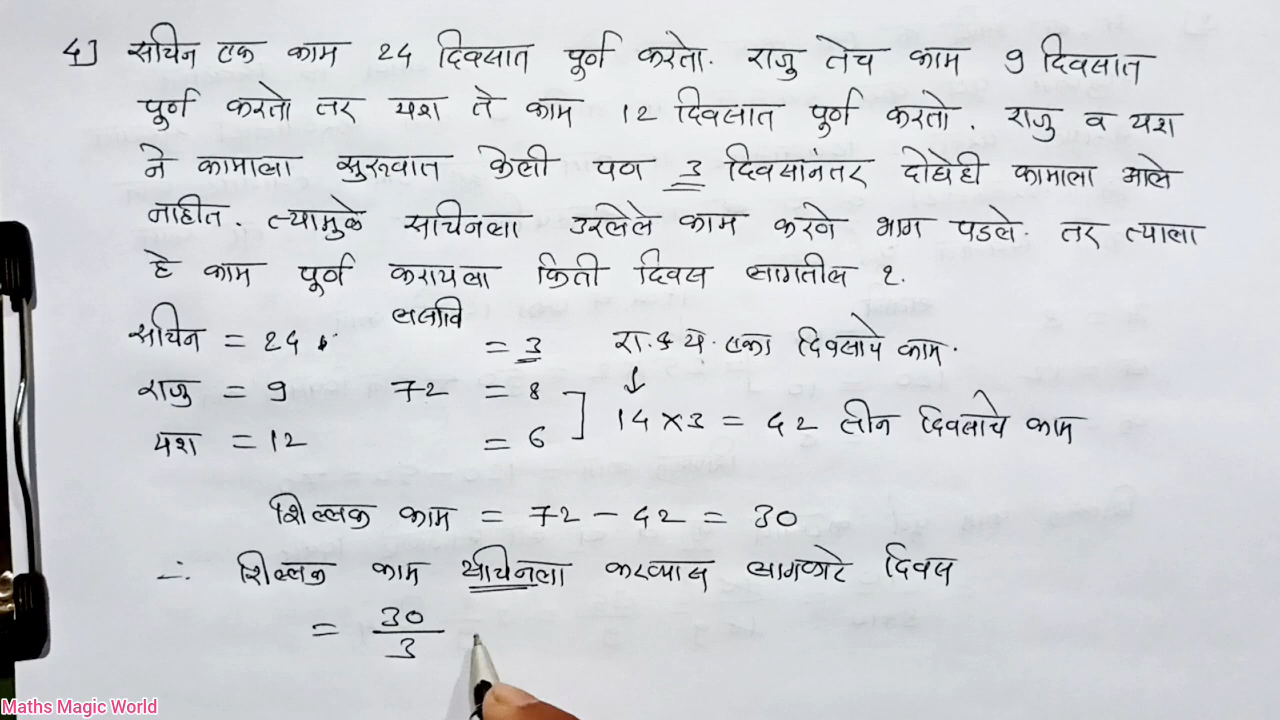 4] सचिन एक काम 24 दिवसात पूर्ण करतो. राजु तेच काम 9 दिवसात
पूर्ण करतो तर यश ते काम 12 दिवसात पूर्ण करतो. राजु व यश
ने कामाला सुरूवात केली पण 3 दिवसांनंतर दोघेही कामाला आले
नाहीत. त्यामुळे सचिनला उरलेले काम करणे भाग पडले. तर त्याला
हे काम पूर्ण करायला किती दिवस लागतील ?.
लसावि
सचिन = 24 = 3 रा. & य. एका दिवसाचे काम.
राजु = 9 72 = 8 ↓
यश = 12 = 6 ] 14 × 3 = 42 तीन दिवसाचे काम
शिल्लक काम = 72 - 42 = 30
∴ शिल्लक काम सचिनला करण्यास लागणारे दिवस
= 30/3
Maths Magic World